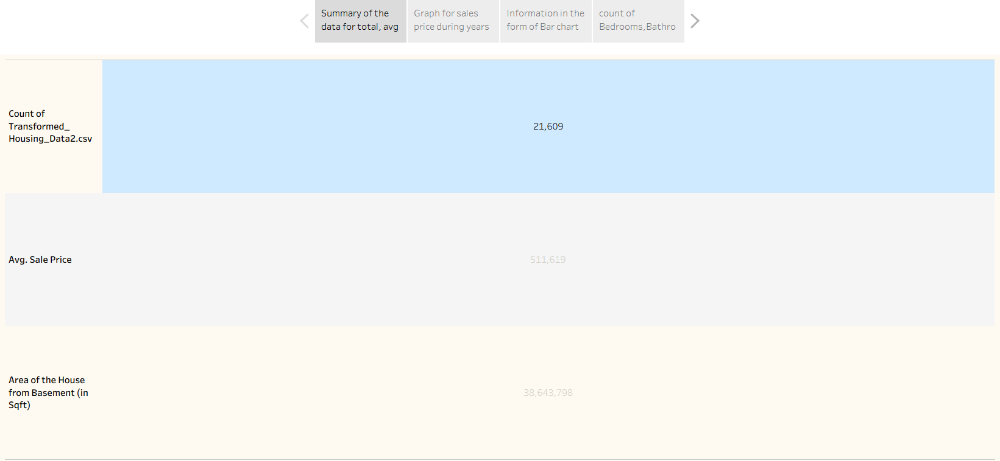 Summary of the
data for total, avg
Graph for sales
price during years
Information in the
form of Bar chart
count of
Bedrooms,Bathro
Count of
Transformed_
Housing_Data2.csv
21,609
Avg. Sale Price
511,619
Area of the House
from Basement (in
Sqft)
38,643,798